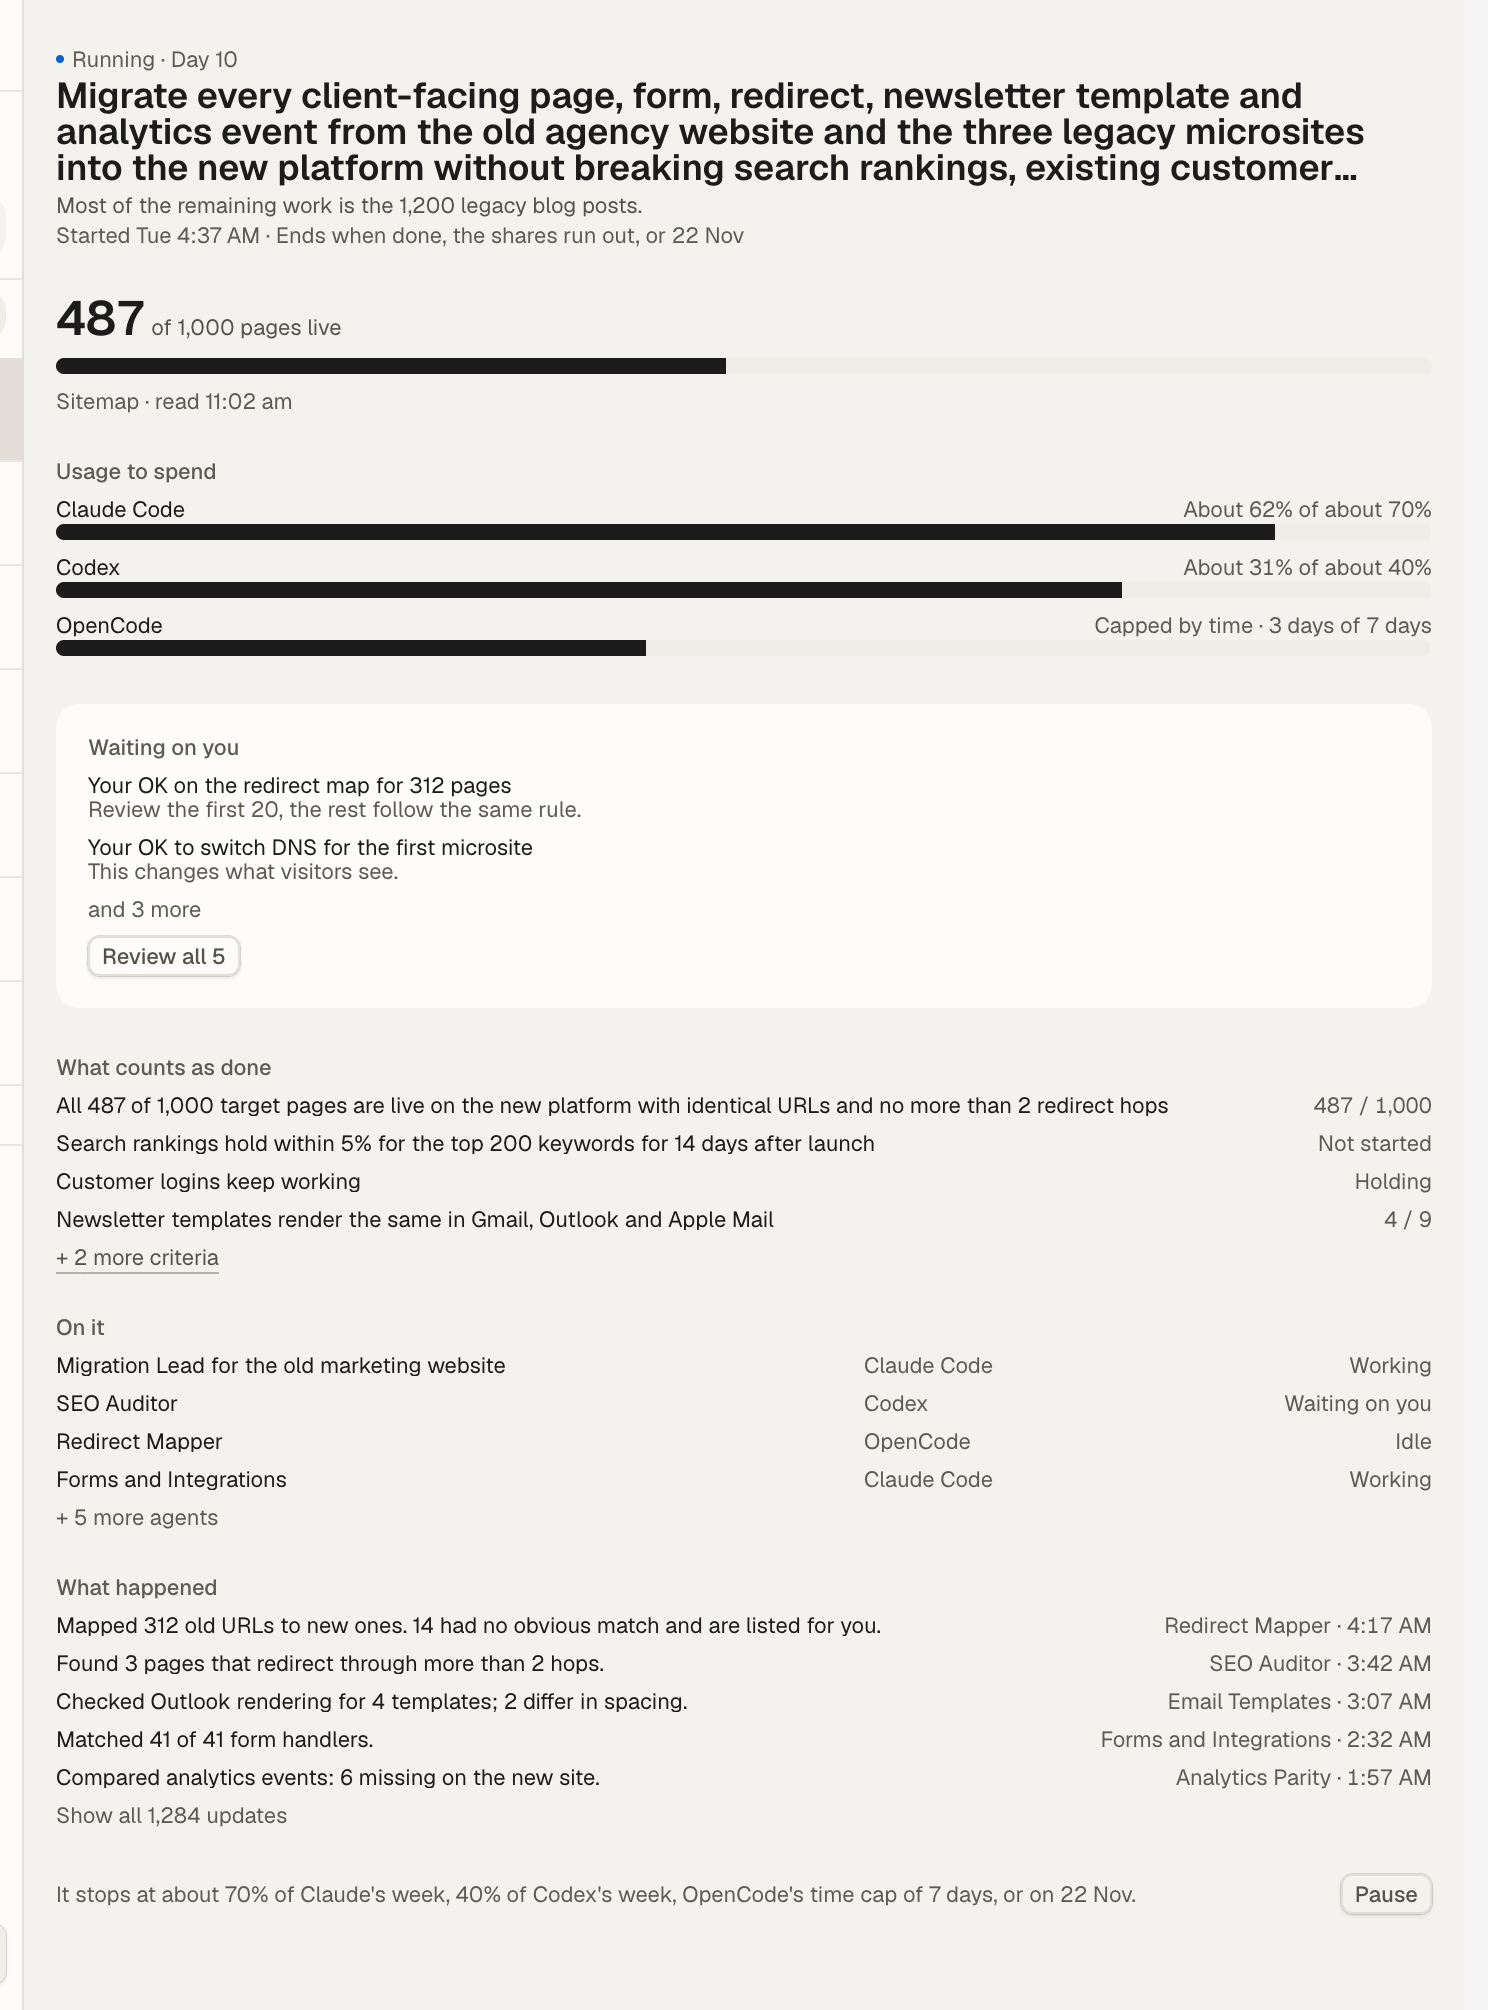 Running · Day 10
Migrate every client-facing page, form, redirect, newsletter template and
analytics event from the old agency website and the three legacy microsites
into the new platform without breaking search rankings, existing customer...
Most of the remaining work is the 1,200 legacy blog posts.
Started Tue 4:37 AM · Ends when done, the shares run out, or 22 Nov
487 of 1,000 pages live
Sitemap · read 11:02 am
Usage to spend
Claude Code About 62% of about 70%
Codex About 31% of about 40%
OpenCode Capped by time · 3 days of 7 days
Waiting on you
Your OK on the redirect map for 312 pages
Review the first 20, the rest follow the same rule.
Your OK to switch DNS for the first microsite
This changes what visitors see.
and 3 more
Review all 5
What counts as done
All 487 of 1,000 target pages are live on the new platform with identical URLs and no more than 2 redirect hops 487 / 1,000
Search rankings hold within 5% for the top 200 keywords for 14 days after launch Not started
Customer logins keep working Holding
Newsletter templates render the same in Gmail, Outlook and Apple Mail 4 / 9
+ 2 more criteria
On it
Migration Lead for the old marketing website Claude Code Working
SEO Auditor Codex Waiting on you
Redirect Mapper OpenCode Idle
Forms and Integrations Claude Code Working
+ 5 more agents
What happened
Mapped 312 old URLs to new ones. 14 had no obvious match and are listed for you. Redirect Mapper · 4:17 AM
Found 3 pages that redirect through more than 2 hops. SEO Auditor · 3:42 AM
Checked Outlook rendering for 4 templates; 2 differ in spacing. Email Templates · 3:07 AM
Matched 41 of 41 form handlers. Forms and Integrations · 2:32 AM
Compared analytics events: 6 missing on the new site. Analytics Parity · 1:57 AM
Show all 1,284 updates
It stops at about 70% of Claude's week, 40% of Codex's week, OpenCode's time cap of 7 days, or on 22 Nov. Pause